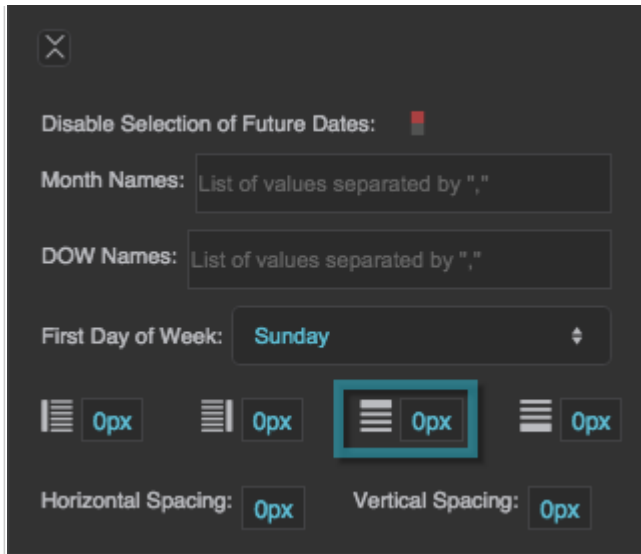 Disable Selection of Future Dates:
Month Names: List of values separated by ","
DOW Names: List of values separated by ","
First Day of Week: Sunday
0px 0px 0px 0px
Horizontal Spacing: 0px Vertical Spacing: 0px